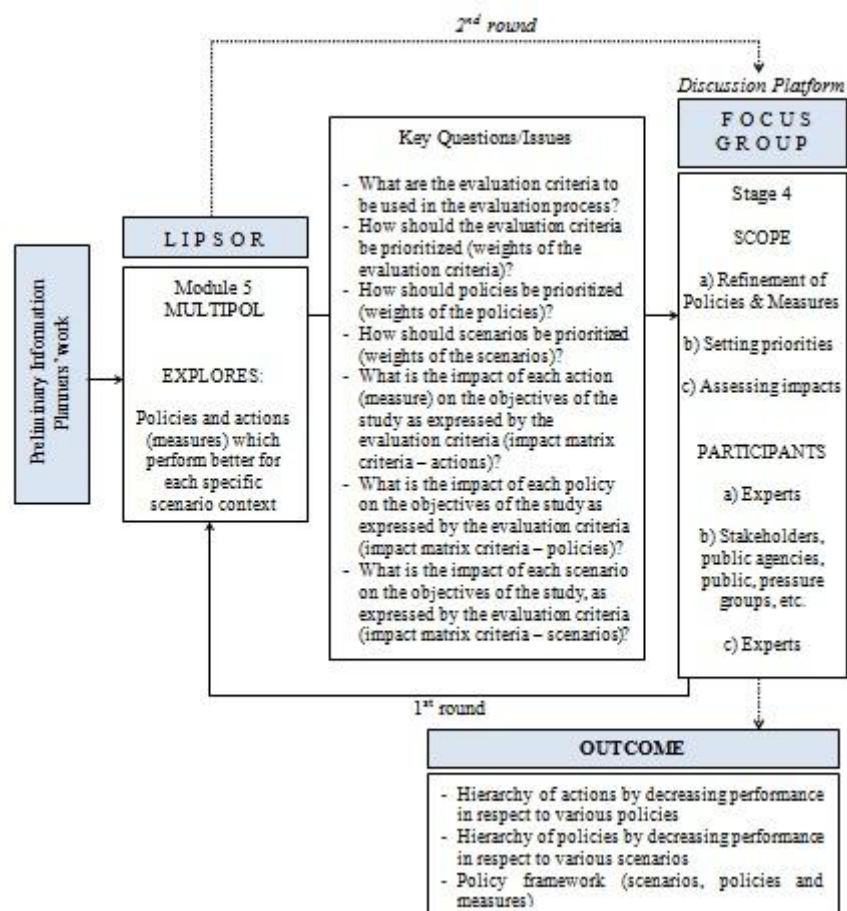 2nd round
Discussion Platform
FOCUS
GROUP
Key Questions/Issues
- What are the evaluation criteria to
be used in the evaluation process?
- How should the evaluation criteria
be prioritized (weights of the
evaluation criteria)?
- How should policies be prioritized
(weights of the policies)?
- How should scenarios be prioritized
(weights of the scenarios)?
- What is the impact of each action
(measure) on the objectives of the
study as expressed by the
evaluation criteria (impact matrix
criteria – actions)?
- What is the impact of each policy
on the objectives of the study as
expressed by the evaluation criteria
(impact matrix criteria – policies)?
- What is the impact of each scenario
on the objectives of the study, as
expressed by the evaluation criteria
(impact matrix criteria – scenarios)?
Preliminary Information
Planners' work
LIPSOR
Module 5
MULTIPOL
EXPLORES:
Policies and actions
(measures) which
perform better for
each specific
scenario context
Stage 4
SCOPE
a) Refinement of
Policies & Measures
b) Setting priorities
c) Assessing impacts
PARTICIPANTS
a) Experts
b) Stakeholders,
public agencies,
public, pressure
groups, etc.
c) Experts
1st round
OUTCOME
- Hierarchy of actions by decreasing performance
in respect to various policies
- Hierarchy of policies by decreasing performance
in respect to various scenarios
- Policy framework (scenarios, policies and
measures)